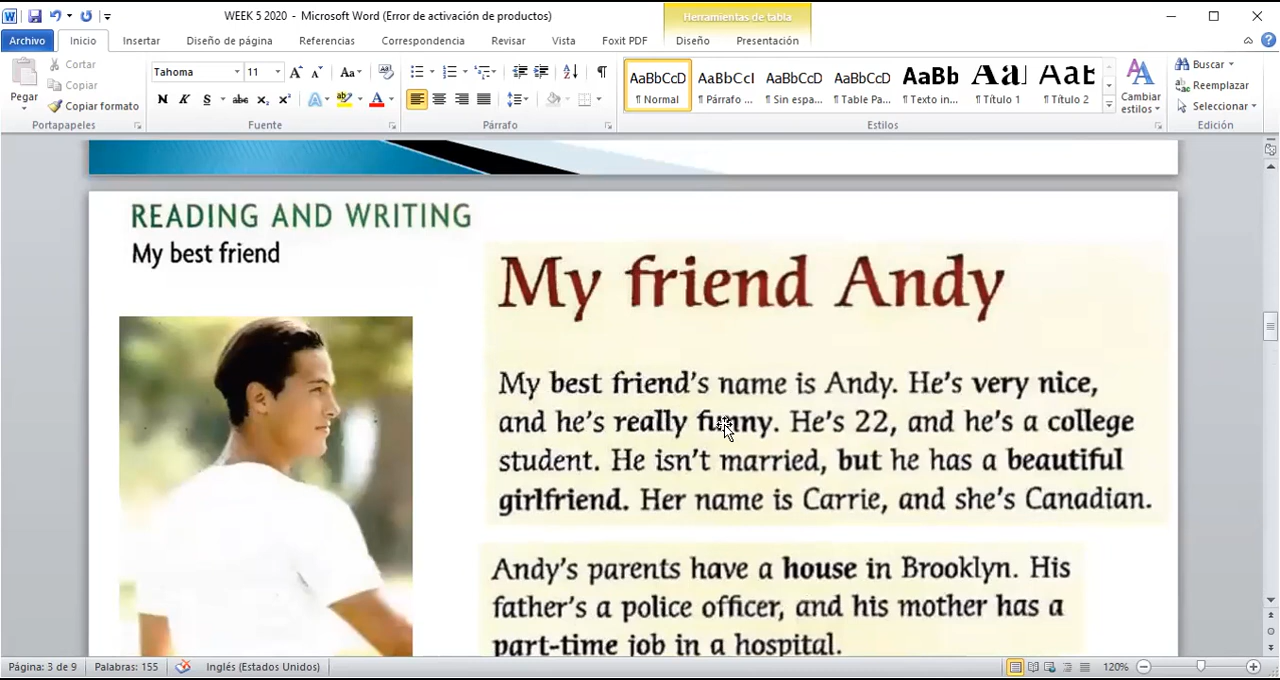 WEEK 5 2020 - Microsoft Word (Error de activación de productos)
Herramientas de tabla
Archivo Inicio Insertar Diseño de página Referencias Correspondencia Revisar Vista Foxit PDF Diseño Presentación
Pegar
Cortar
Copiar
Copiar formato
Portapapeles
Tahoma 11
N K S abc x₂ x²
Fuente
Párrafo
AaBbCcD AaBbCcI AaBbCcD AaBbCcD AaBb AaI Aat
¶ Normal ¶ Párrafo ... ¶ Sin espa... ¶ Table Pa... ¶ Texto in... ¶ Título 1 ¶ Título 2
Estilos
Cambiar
estilos
Buscar
Reemplazar
Seleccionar
Edición
READING AND WRITING
My best friend
My friend Andy
My best friend's name is Andy. He's very nice,
and he's really funny. He's 22, and he's a college
student. He isn't married, but he has a beautiful
girlfriend. Her name is Carrie, and she's Canadian.
Andy's parents have a house in Brooklyn. His
father's a police officer, and his mother has a
part-time job in a hospital.
Página: 3 de 9 Palabras: 155 Inglés (Estados Unidos) 120%